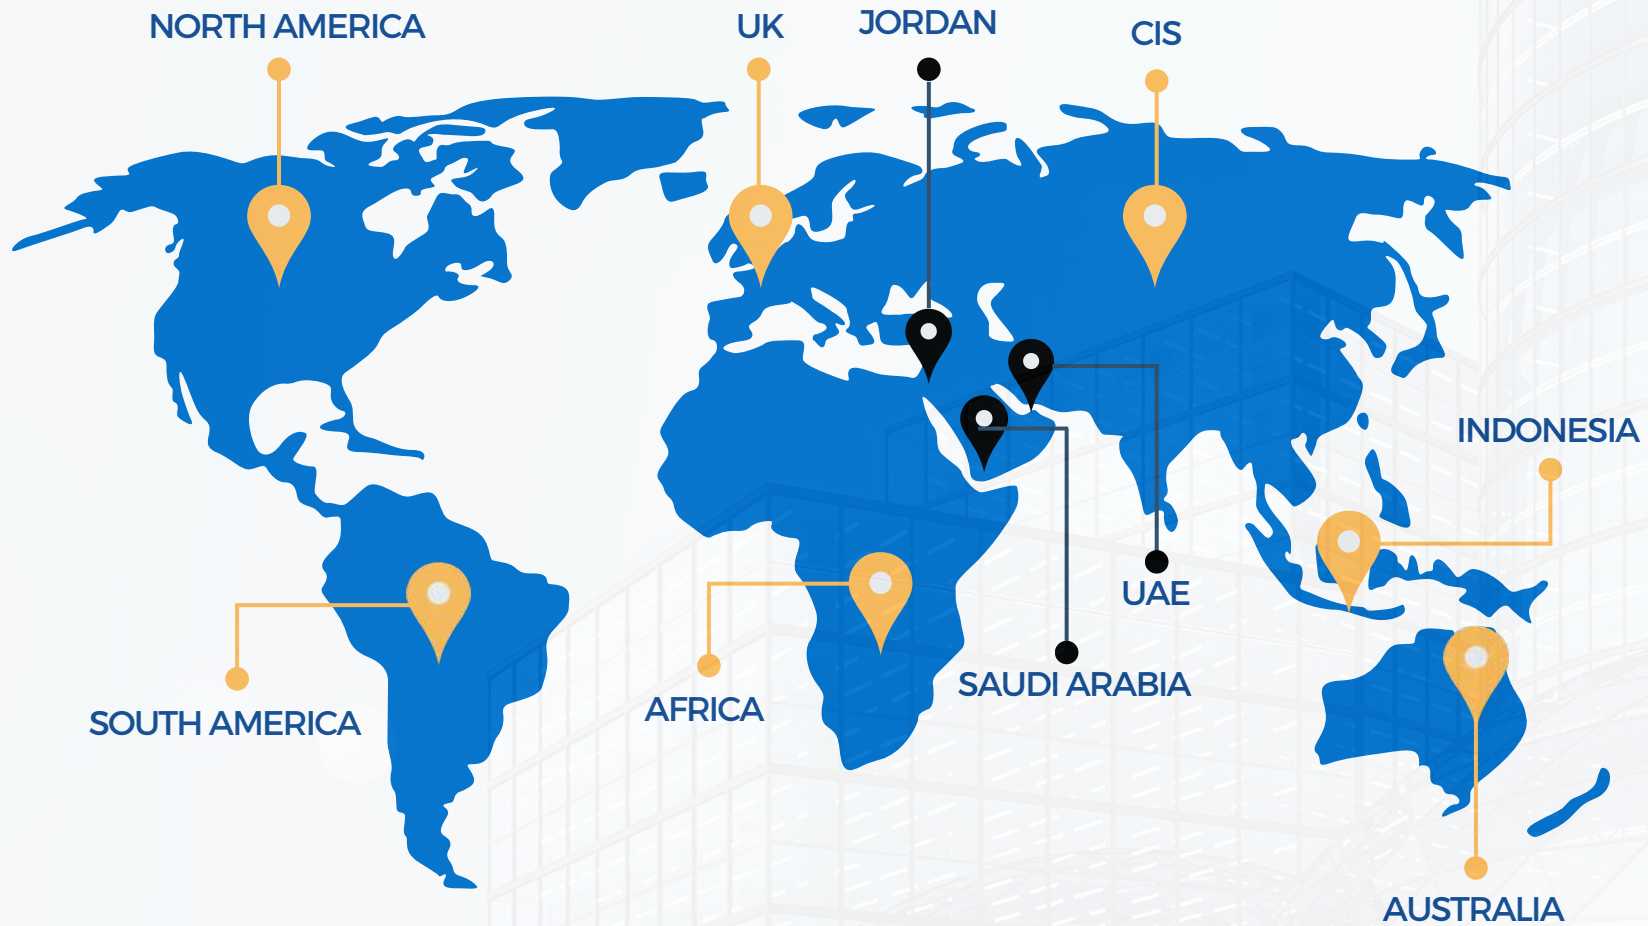 NORTH AMERICA
UK
JORDAN
CIS
INDONESIA
UAE
SAUDI ARABIA
AFRICA
SOUTH AMERICA
AUSTRALIA